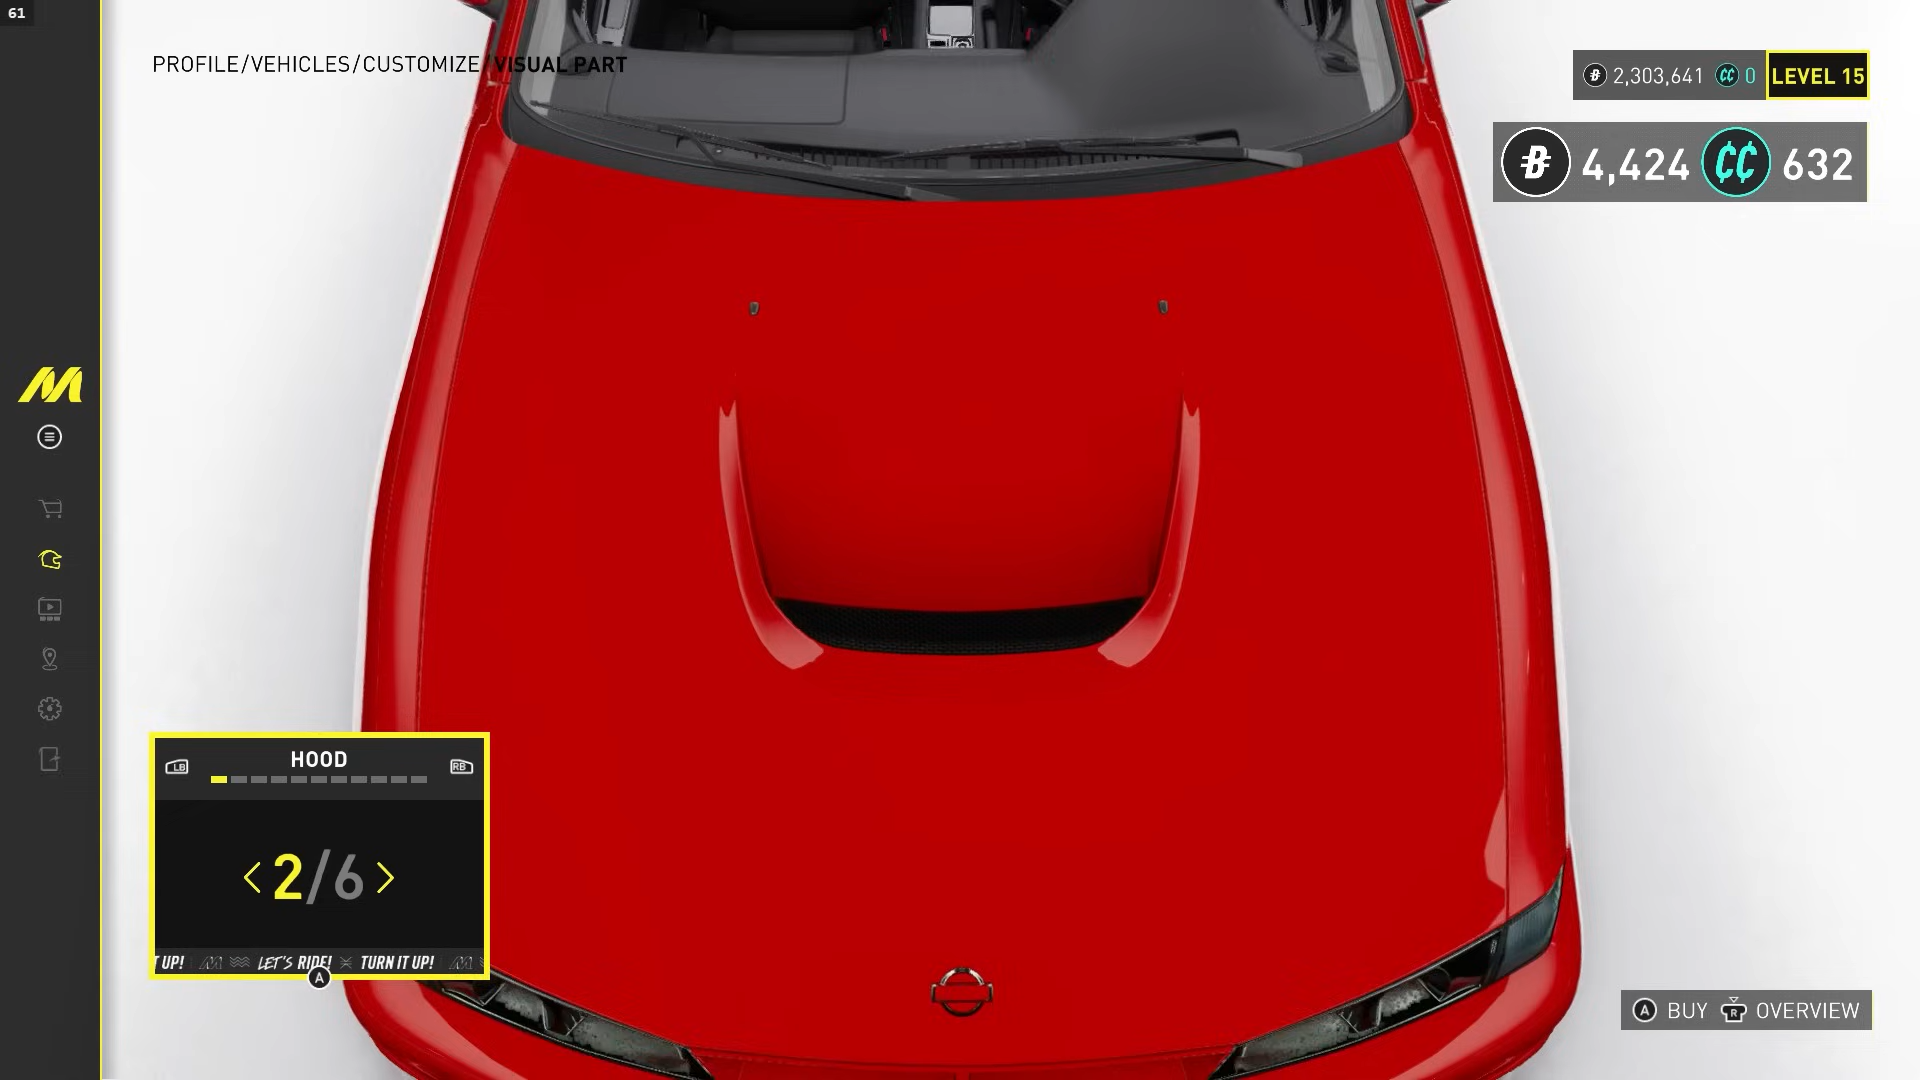 61
PROFILE/VEHICLES/CUSTOMIZE/VISUAL PART
2,303,641 0 LEVEL 15
4,424 632
LB HOOD RB
2/6
T UP! LET'S RIDE! TURN IT UP!
A
A BUY R OVERVIEW